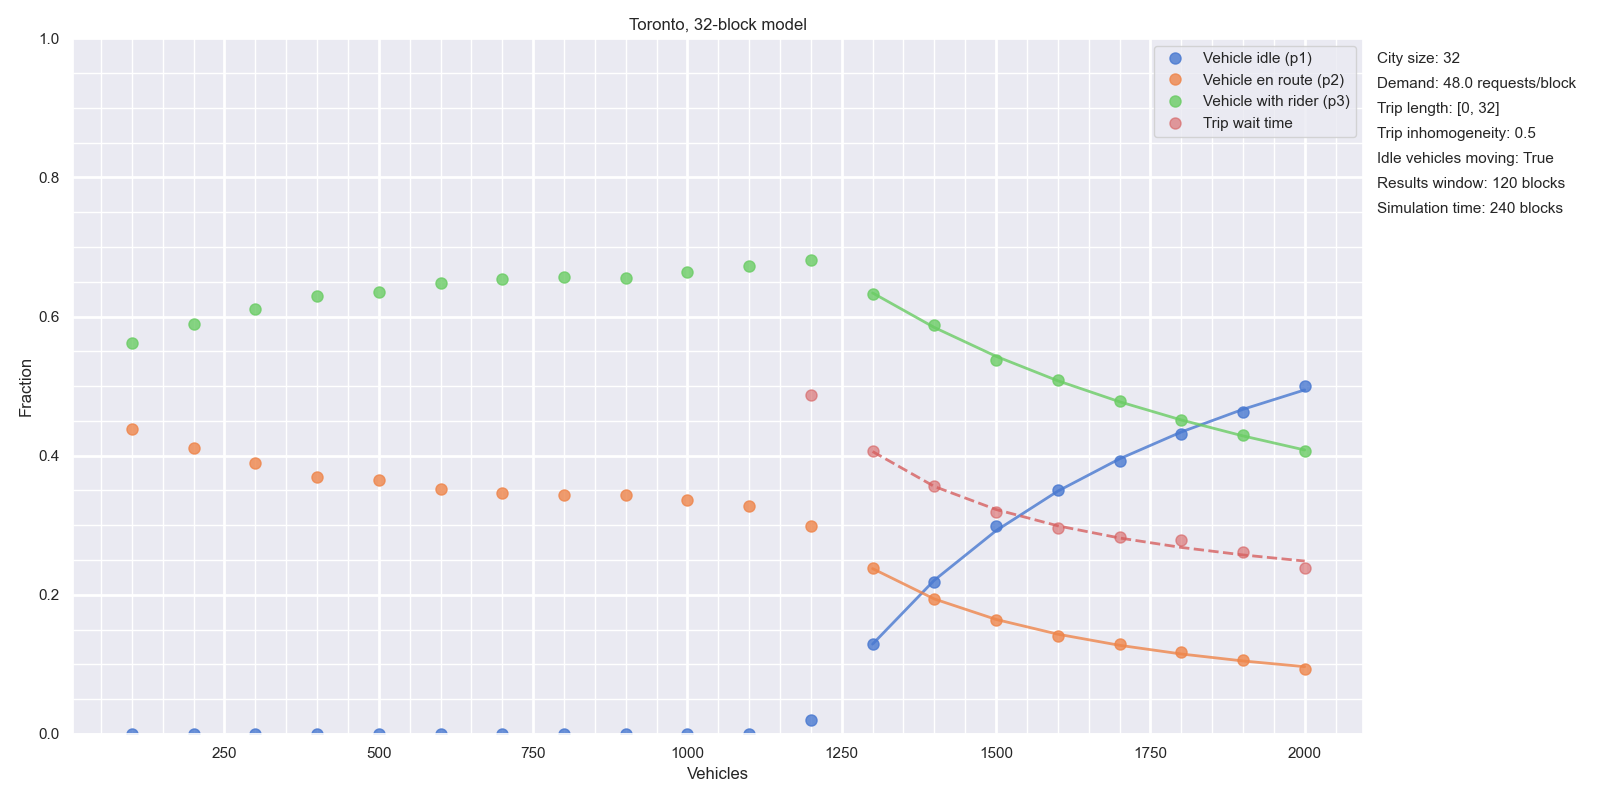 Toronto, 32-block model
1.0
0.8
0.6
0.4
0.2
0.0
Fraction
Vehicle idle (p1)
Vehicle en route (p2)
Vehicle with rider (p3)
Trip wait time
City size: 32
Demand: 48.0 requests/block
Trip length: [0, 32]
Trip inhomogeneity: 0.5
Idle vehicles moving: True
Results window: 120 blocks
Simulation time: 240 blocks
250 500 750 1000 1250 1500 1750 2000
Vehicles